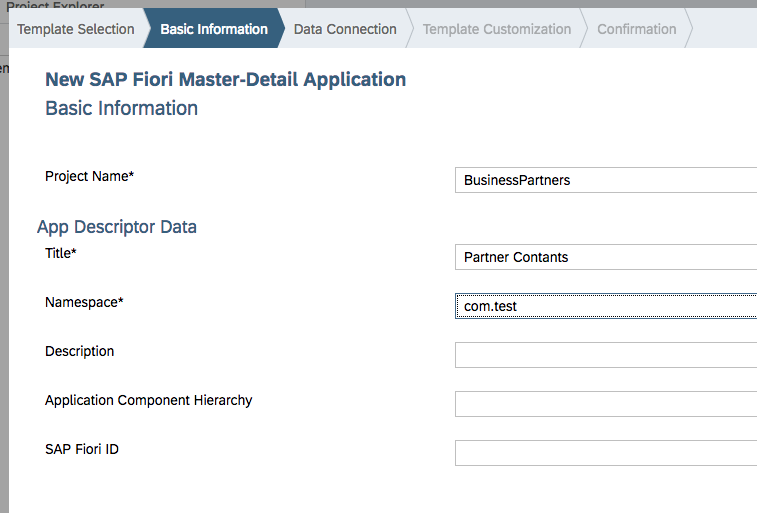 Project Explorer
Template Selection Basic Information Data Connection Template Customization Confirmation
en
New SAP Fiori Master-Detail Application
Basic Information
Project Name* BusinessPartners
App Descriptor Data
Title* Partner Contants
Namespace* com.test
Description
Application Component Hierarchy
SAP Fiori ID